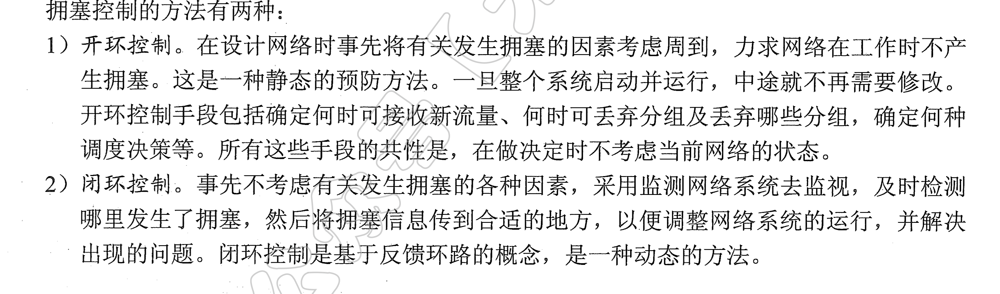 拥塞控制的方法有两种：
1）开环控制。在设计网络时事先将有关发生拥塞的因素考虑周到，力求网络在工作时不产
生拥塞。这是一种静态的预防方法。一旦整个系统启动并运行，中途就不再需要修改。
开环控制手段包括确定何时可接收新流量、何时可丢弃分组及丢弃哪些分组，确定何种
调度决策等。所有这些手段的共性是，在做决定时不考虑当前网络的状态。
2）闭环控制。事先不考虑有关发生拥塞的各种因素，采用监测网络系统去监视，及时检测
哪里发生了拥塞，然后将拥塞信息传到合适的地方，以便调整网络系统的运行，并解决
出现的问题。闭环控制是基于反馈环路的概念，是一种动态的方法。